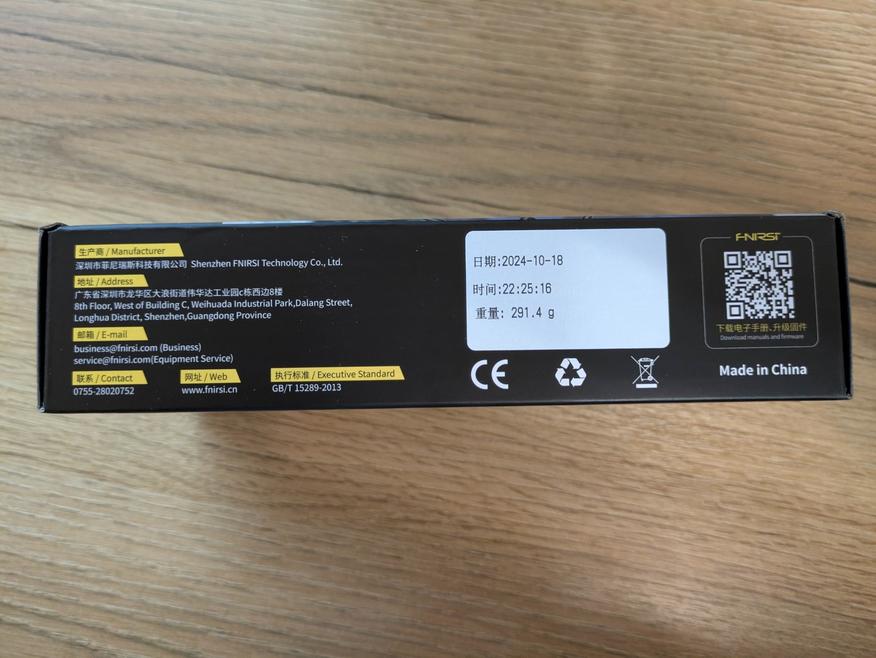 生产商 / Manufacturer
深圳市菲尼瑞斯科技有限公司 Shenzhen FNIRSI Technology Co., Ltd.
地址 / Address
广东省深圳市龙华区大浪街道伟华达工业园c栋西边8楼
8th Floor, West of Building C, Weihuada Industrial Park,Dalang Street,
Longhua District, Shenzhen,Guangdong Province
邮箱 / E-mail
business@fnirsi.com (Business)
service@fnirsi.com(Equipment Service)
联系 / Contact
0755-28020752
网址 / Web
www.fnirsi.cn
执行标准 / Executive Standard
GB/T 15289-2013
日期:2024-10-18
时间:22:25:16
重量: 291.4 g
CE
FNIRSI
下载电子手册、升级固件
Download manuals and firmware
Made in China